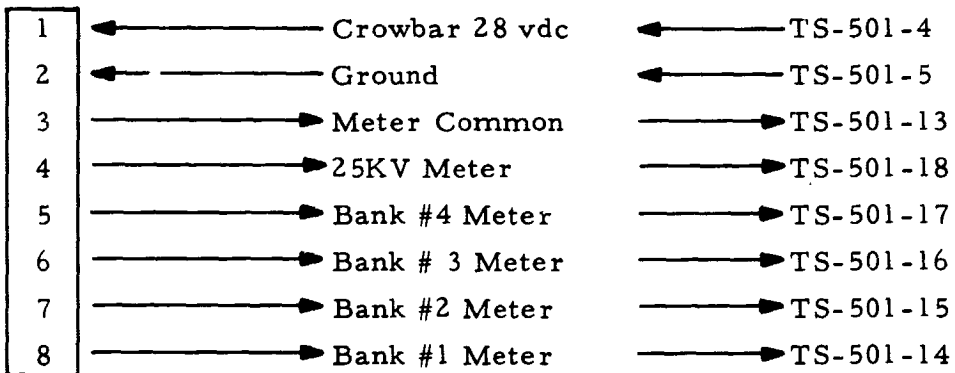 1 Crowbar 28 vdc TS-501-4
2 Ground TS-501-5
3 Meter Common TS-501-13
4 25KV Meter TS-501-18
5 Bank #4 Meter TS-501-17
6 Bank # 3 Meter TS-501-16
7 Bank #2 Meter TS-501-15
8 Bank #1 Meter TS-501-14